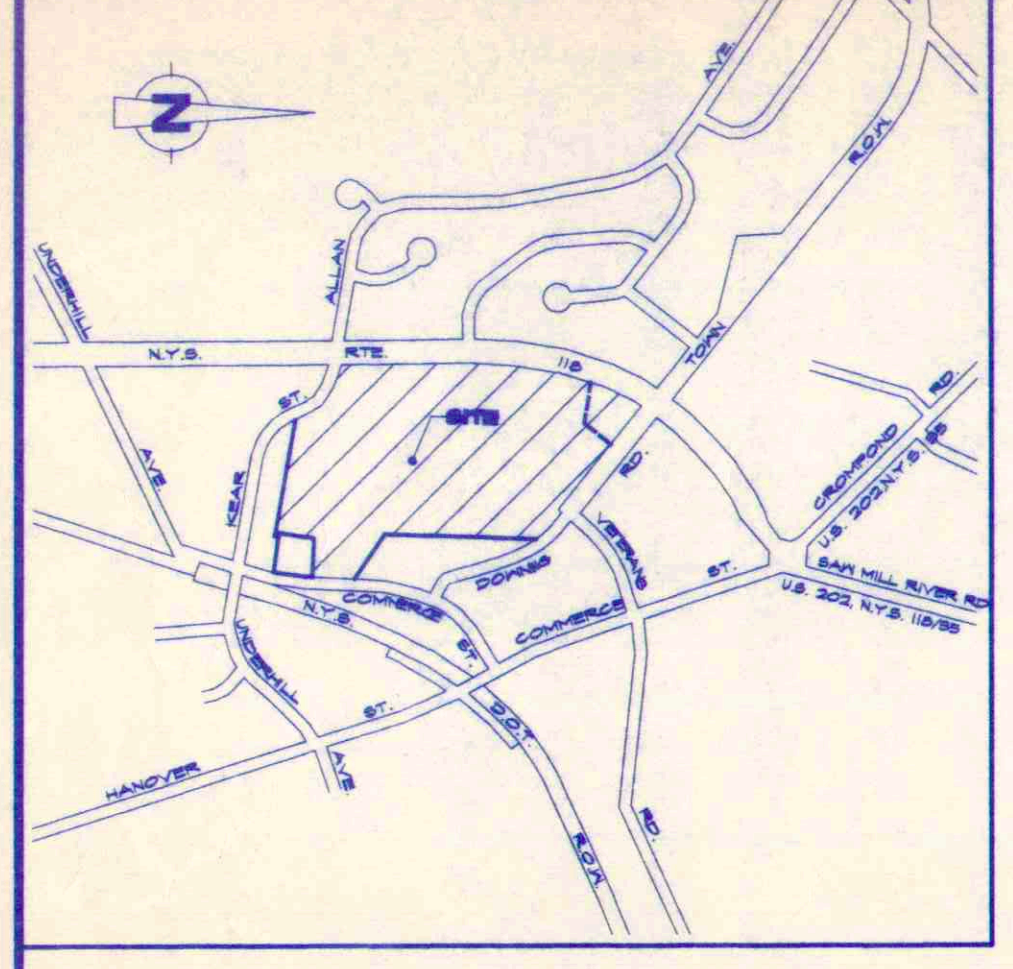 AVE.
N
R.O.W.
ALLAN
UNDERHILL
TOWN
N.Y.S.
RTE.
118
CROMPOND
RD.
U.S. 202,N.Y.S. 35
ST.
SITE
AVE.
KEAR
RD.
VETERANS
DOWNING
ST.
SAW MILL RIVER RD
U.S. 202, N.Y.S. 118/35
COMMERCE
N.Y.S.
COMMERCE
ST.
UNDERHILL
ST.
D.O.T.
HANOVER
AVE.
RD.
R.O.W.